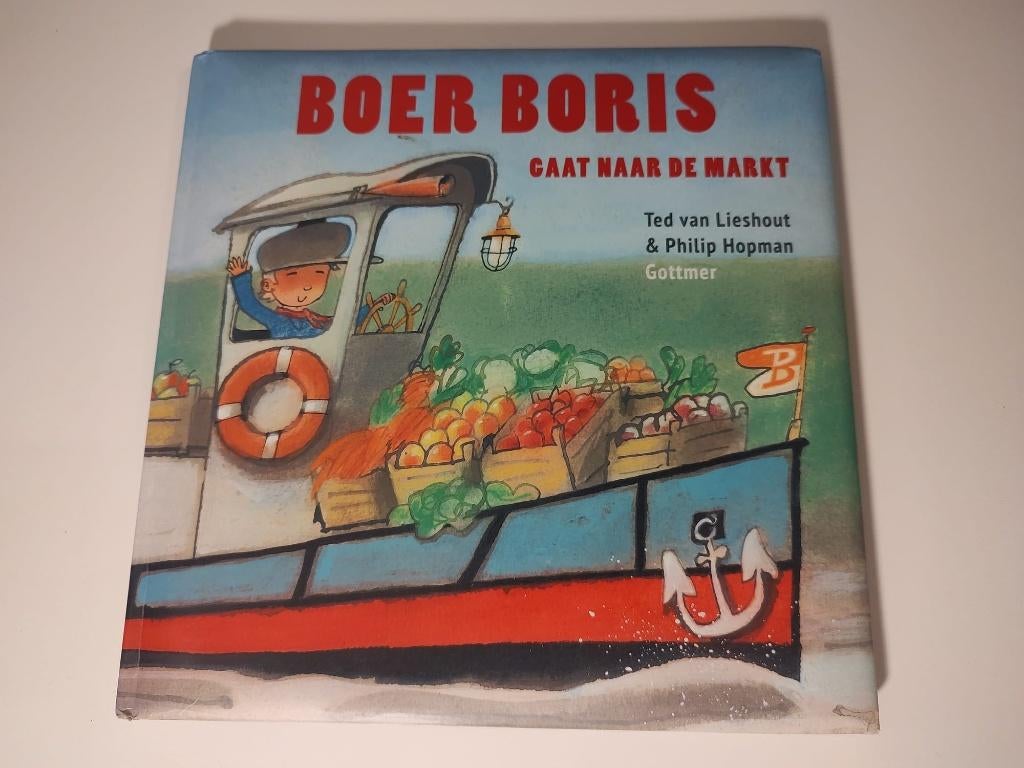 BOER BORIS
GAAT NAAR DE MARKT
Ted van Lieshout
& Philip Hopman
Gottmer
B